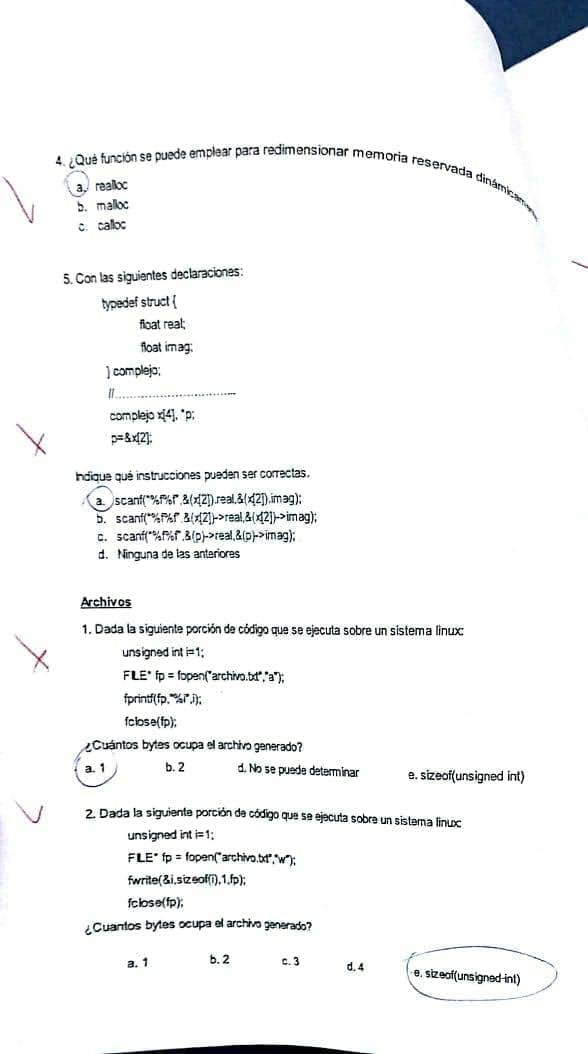 4. ¿Qué función se puede emplear para redimensionar memoria reservada
a. realloc
b. malloc
c. calloc
5. Con las siguientes declaraciones:
typedef struct {
float real;
float imag;
} complejo;
//..............................
complejo x[4], *p;
p=&x[2];
Indique qué instrucciones pueden ser correctas.
a. scanf("%f%f",&(x[2]).real,&(x[2]).imag);
b. scanf("%f%f",&(x[2])->real,&(x[2])->imag);
c. scanf("%f%f",&(p)->real,&(p)->imag);
d. Ninguna de las anteriores
Archivos
1. Dada la siguiente porción de código que se ejecuta sobre un sistema linux:
unsigned int i=1;
FILE* fp = fopen("archivo.txt","a");
fprintf(fp,"%i",i);
fclose(fp);
¿Cuántos bytes ocupa el archivo generado?
a. 1 b. 2 d. No se puede determinar e. sizeof(unsigned int)
2. Dada la siguiente porción de código que se ejecuta sobre un sistema linux:
unsigned int i=1;
FILE* fp = fopen("archivo.txt","w");
fwrite(&i,sizeof(i),1,fp);
fclose(fp);
¿Cuantos bytes ocupa el archivo generado?
a. 1 b. 2 c. 3 d. 4 e. sizeof(unsigned int)